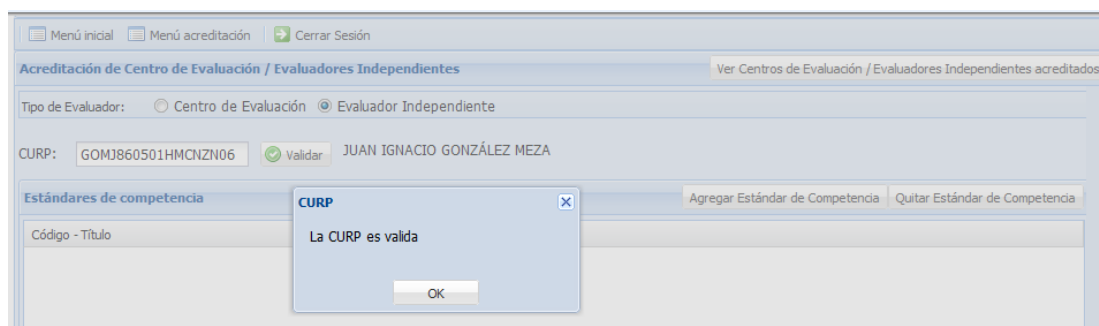 Menú inicial Menú acreditación Cerrar Sesión
Acreditación de Centro de Evaluación / Evaluadores Independientes Ver Centros de Evaluación / Evaluadores Independientes acreditados
Tipo de Evaluador: Centro de Evaluación Evaluador Independiente
CURP: GOMJ860501HMCNZN06 Validar JUAN IGNACIO GONZÁLEZ MEZA
Estándares de competencia Agregar Estándar de Competencia Quitar Estándar de Competencia
Código - Título
CURP
La CURP es valida
OK